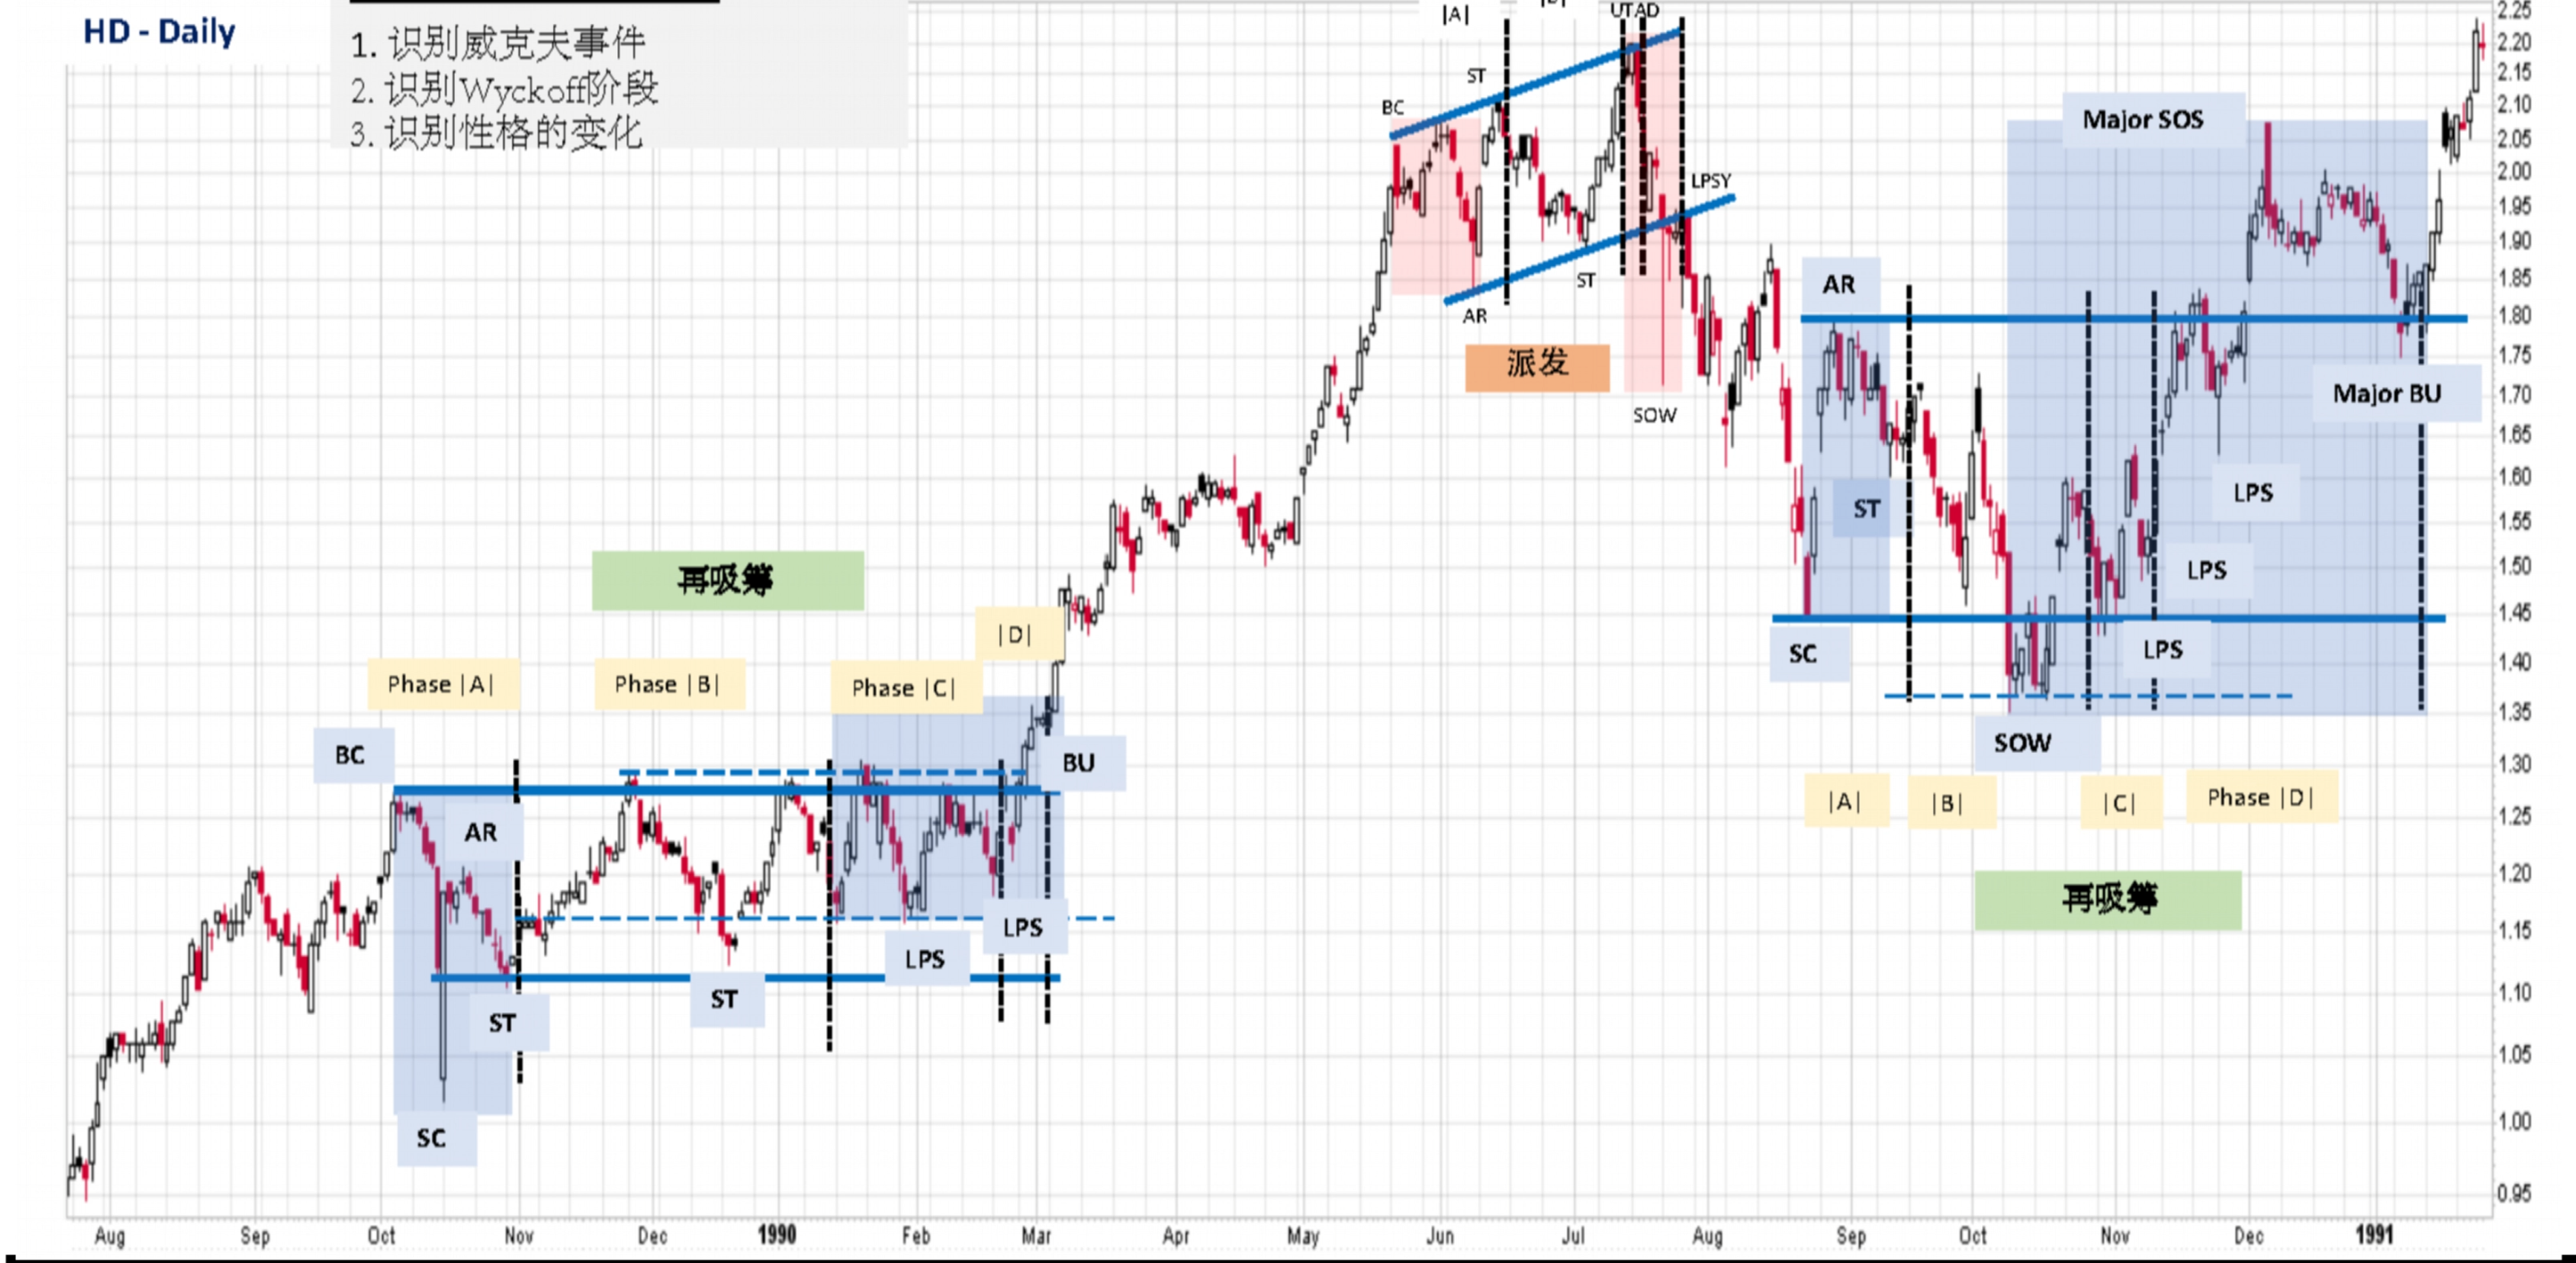 HD - Daily
1. 识别威克夫事件
2. 识别Wyckoff阶段
3. 识别性格的变化
|A|
UTAD
ST
BC
LPSY
ST
AR
派发
SOW
Major SOS
AR
Major BU
ST
LPS
LPS
SC
LPS
SOW
|A|
|B|
|C|
Phase |D|
再吸筹
再吸筹
|D|
Phase |A|
Phase |B|
Phase |C|
BC
BU
AR
LPS
LPS
ST
ST
SC
2.25
2.20
2.15
2.10
2.05
2.00
1.95
1.90
1.85
1.80
1.75
1.70
1.65
1.60
1.55
1.50
1.45
1.40
1.35
1.30
1.25
1.20
1.15
1.10
1.05
1.00
0.95
Aug Sep Oct Nov Dec 1990 Feb Mar Apr May Jun Jul Aug Sep Oct Nov Dec 1991